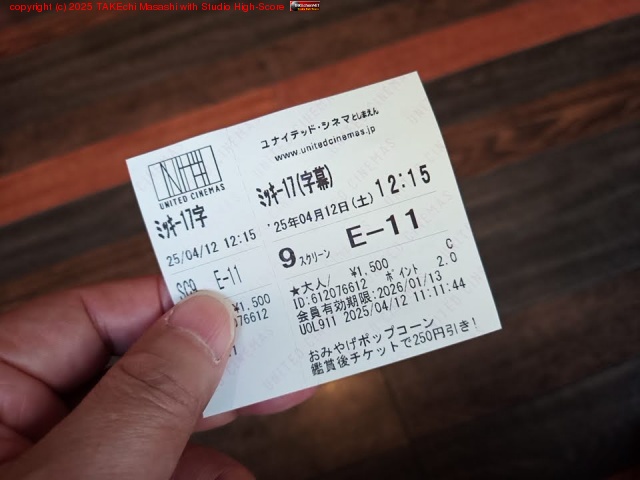 copyright (c) 2025 TAKEchi Masashi with Studio High-Score
UNITED CINEMAS
ミッキー17字
25/04/12 12:15
SC9 E-11
¥1,500
076612
ユナイテッド・シネマとしまえん
www.unitedcinemas.jp
ミッキー17(字幕)
'25年04月12日(土) 12:15
9 スクリーン E-11
★大人/ ¥1,500 C
ID:612076612 ポイント 2.0
会員有効期限:2026/01/13
UOL911 2025/04/12 11:11:44
おみやげポップコーン
鑑賞後チケットで250円引き!